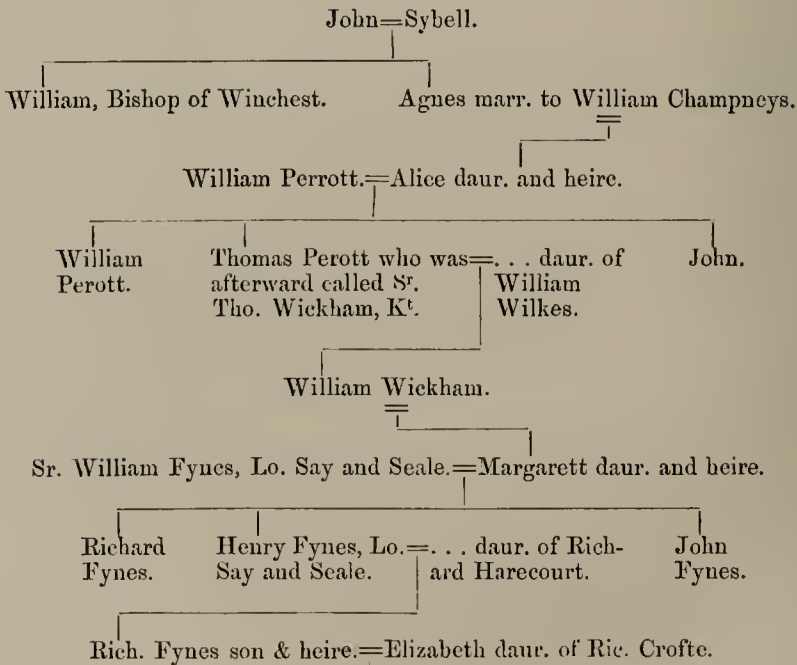 John=Sybell.
William, Bishop of Winchest. Agnes marr. to William Champneys.
William Perrott.=Alice daur. and heire.
William Perott.
Thomas Perott who was=. . . daur. of
afterward called Sʳ. William
Tho. Wickham, Kᵗ. Wilkes.
John.
William Wickham.
Sr. William Fynes, Lo. Say and Seale.=Margarett daur. and heire.
Richard Fynes.
Henry Fynes, Lo.=. . . daur. of Rich-
Say and Seale. ard Harecourt.
John Fynes.
Rich. Fynes son & heire.=Elizabeth daur. of Ric. Crofte.